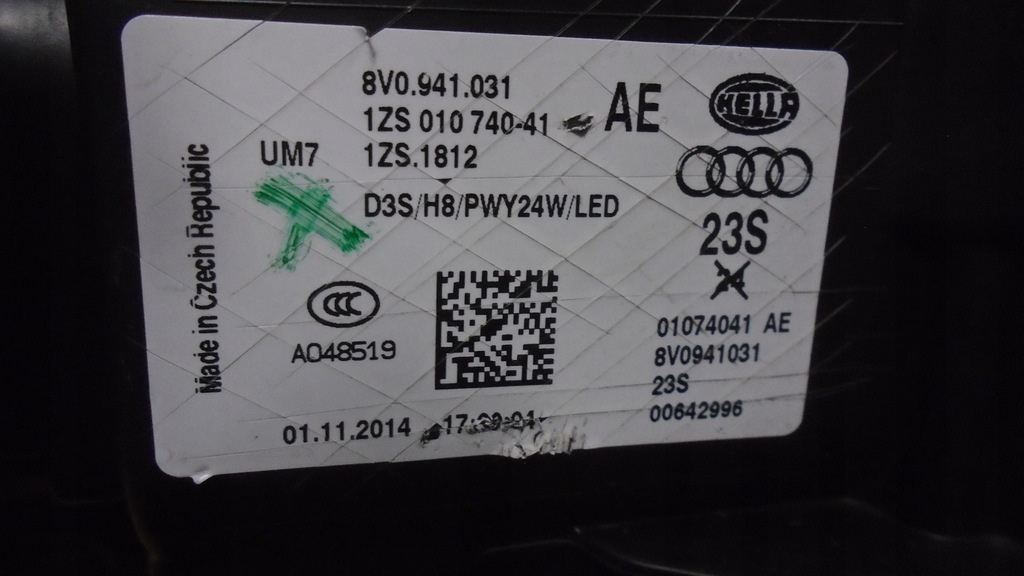 8V0.941.031
1ZS 010 740-41 AE
UM7 1ZS.1812
D3S/H8/PWY24W/LED
HELLA
23S
Made in Czech Republic
CCC
A048519
01074041 AE
8V0941031
23S
00642996
01.11.2014